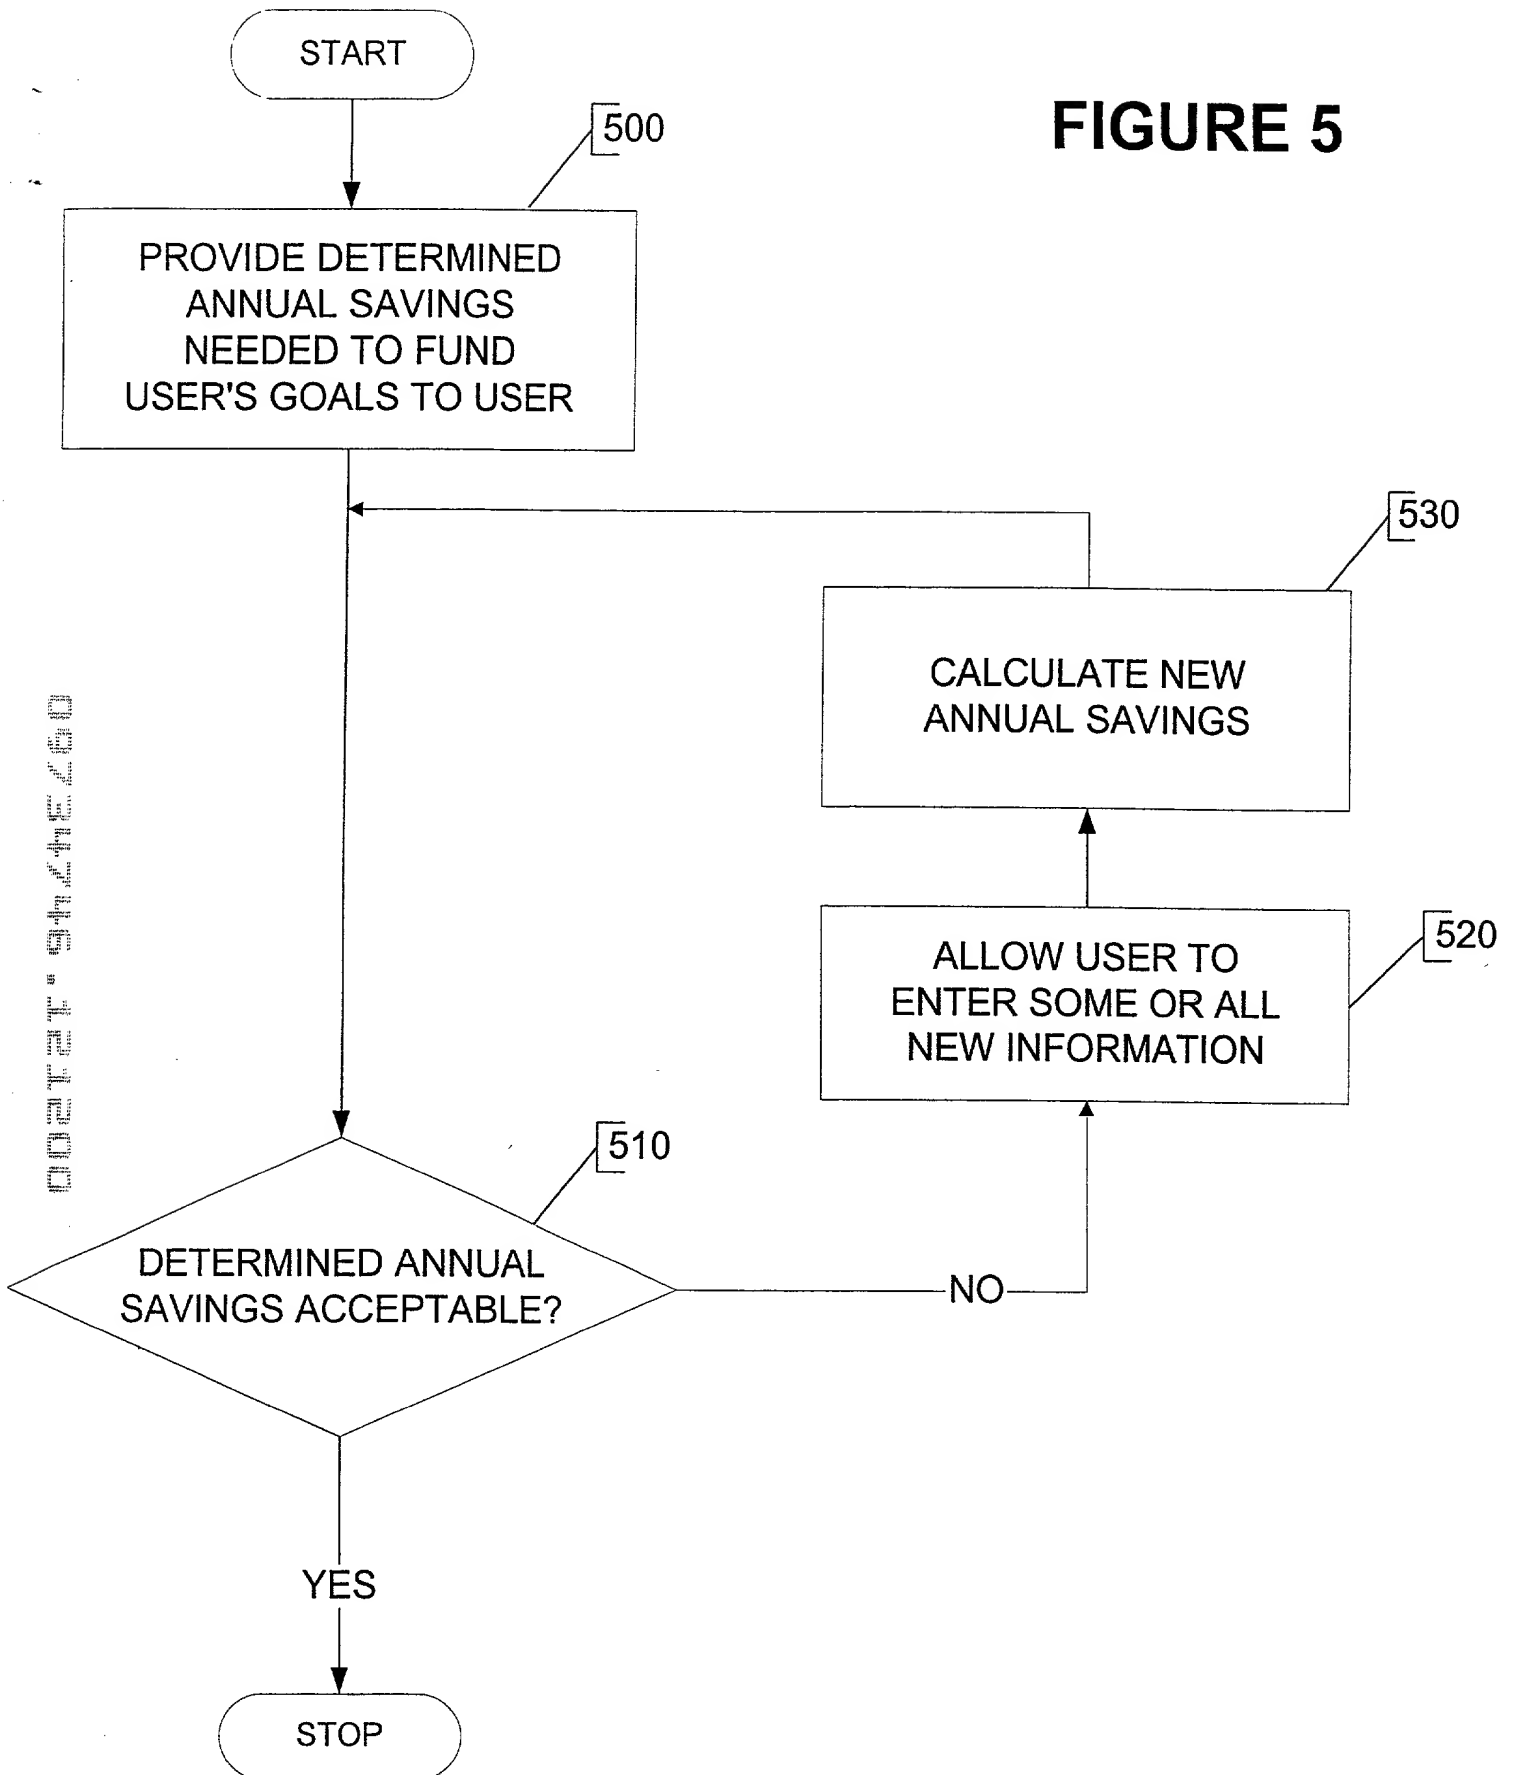 START
FIGURE 5
500
PROVIDE DETERMINED
ANNUAL SAVINGS
NEEDED TO FUND
USER'S GOALS TO USER
530
CALCULATE NEW
ANNUAL SAVINGS
520
ALLOW USER TO
ENTER SOME OR ALL
NEW INFORMATION
510
DETERMINED ANNUAL
SAVINGS ACCEPTABLE?
NO
YES
STOP